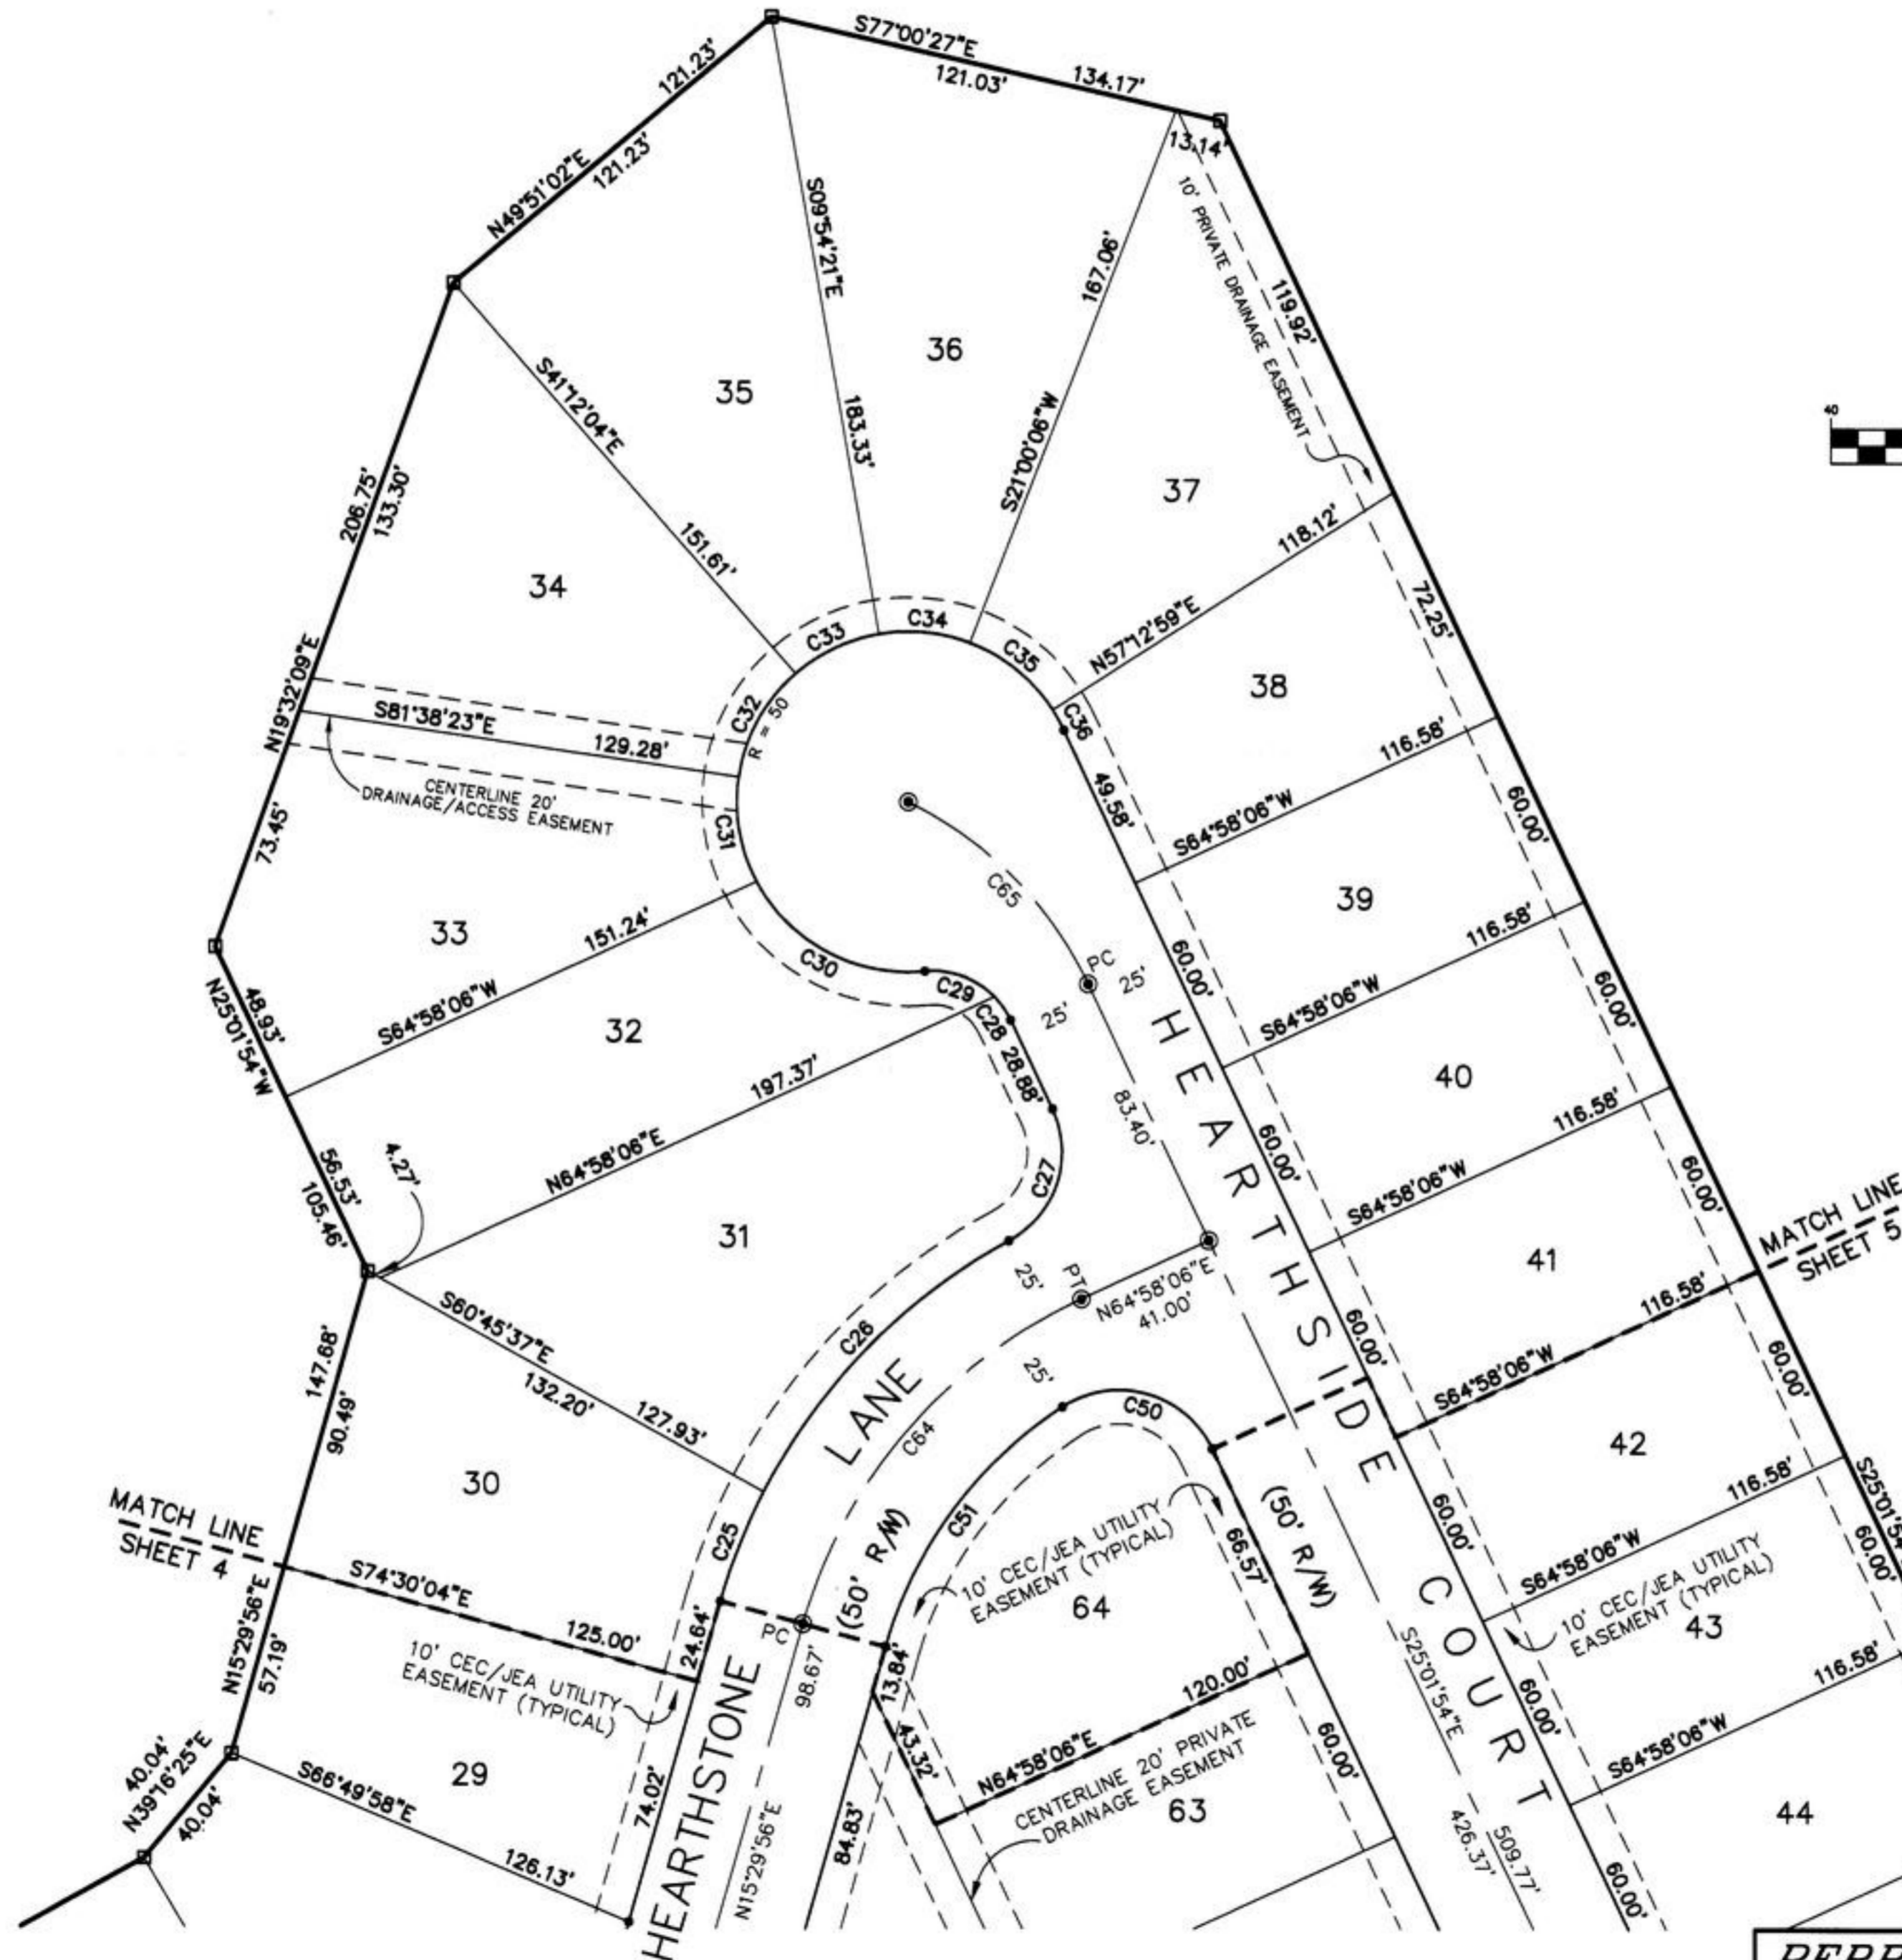 S77°00'27"E
121.03'
134.17'
13.14'
121.23'
N49°51'02"E
121.23'
S09°54'21"E
183.33'
167.06'
S21°00'06"W
10' PRIVATE DRAINAGE EASEMENT
119.92'
36
35
37
40
S41°12'04"E
151.61'
206.75'
133.30'
34
118.12'
N57°12'59"E
72.25'
38
C33
C34
C35
C32
C36
R = 50
N19°32'09"E
S81°38'23"E
129.28'
CENTERLINE 20'
DRAINAGE/ACCESS EASEMENT
C31
49.58'
116.58'
S64°58'06"W
60.00'
39
73.45'
33
151.24'
S64°58'06"W
C30
C29
C28
C65
PC
25'
25'
60.00'
116.58'
S64°58'06"W
60.00'
40
48.93'
N25°01'54"W
32
197.37'
N64°58'06"E
28.88'
83.40'
C27
60.00'
116.58'
S64°58'06"W
60.00'
MATCH LINE
SHEET 5
56.53'
105.46'
4.27'
31
S60°45'37"E
132.20'
127.93'
C26
25'
PT
N64°58'06"E
41.00'
25'
41
60.00'
116.58'
S64°58'06"W
60.00'
147.68'
90.49'
30
LANE
C64
C50
HEARTHSIDE COURT
42
60.00'
116.58'
S64°58'06"W
S25°01'54
60.00'
MATCH LINE
SHEET 4
S74°30'04"E
125.00'
C25
24.64'
PC
(50' R/W)
C51
10' CEC/JEA UTILITY
EASEMENT (TYPICAL)
64
66.57'
(50' R/W)
10' CEC/JEA UTILITY
EASEMENT (TYPICAL)
43
116.58'
S64°58'06"W
60.00'
N15°29'56"E
57.19'
10' CEC/JEA UTILITY
EASEMENT (TYPICAL)
98.67'
13.84'
43.32'
120.00'
N64°58'06"E
60.00'
S25°01'54"E
40.04'
N39°16'25"E
40.04'
29
S66°49'58"E
126.13'
74.02'
HEARTHSTONE
N15°29'56"E
84.83'
CENTERLINE 20' PRIVATE
DRAINAGE EASEMENT
63
426.37'
509.77'
60.00'
44